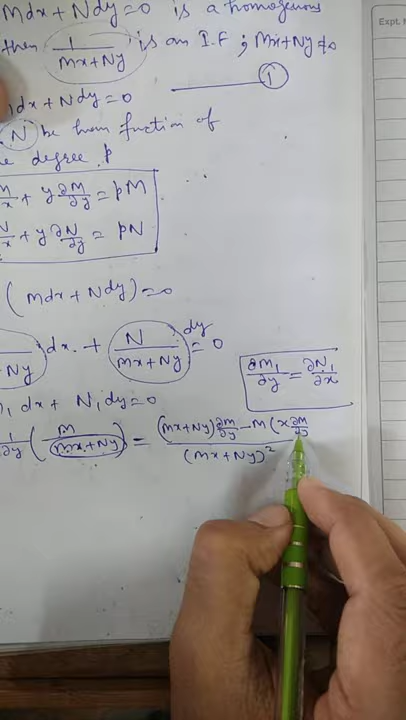 Mdx + Ndy = 0 is a homogenous
then 1/(Mx+Ny) is an I.F ; Mx+Ny ≠0
Mdx + Ndy = 0 ——— ①
N be hom fuction of
degree p
x + y ∂M/∂y = pM
x + y ∂N/∂y = pN
(Mdx + Ndy) = 0
Ny dx. + N/(Mx+Ny) dy = 0
∂M₁/∂y = ∂N₁/∂x
M₁ dx + N₁ dy = 0
∂y (M/(Mx+Ny)) = ((Mx+Ny) ∂M/∂y - M (x ∂M/∂y)/(Mx+Ny)²
Expt.